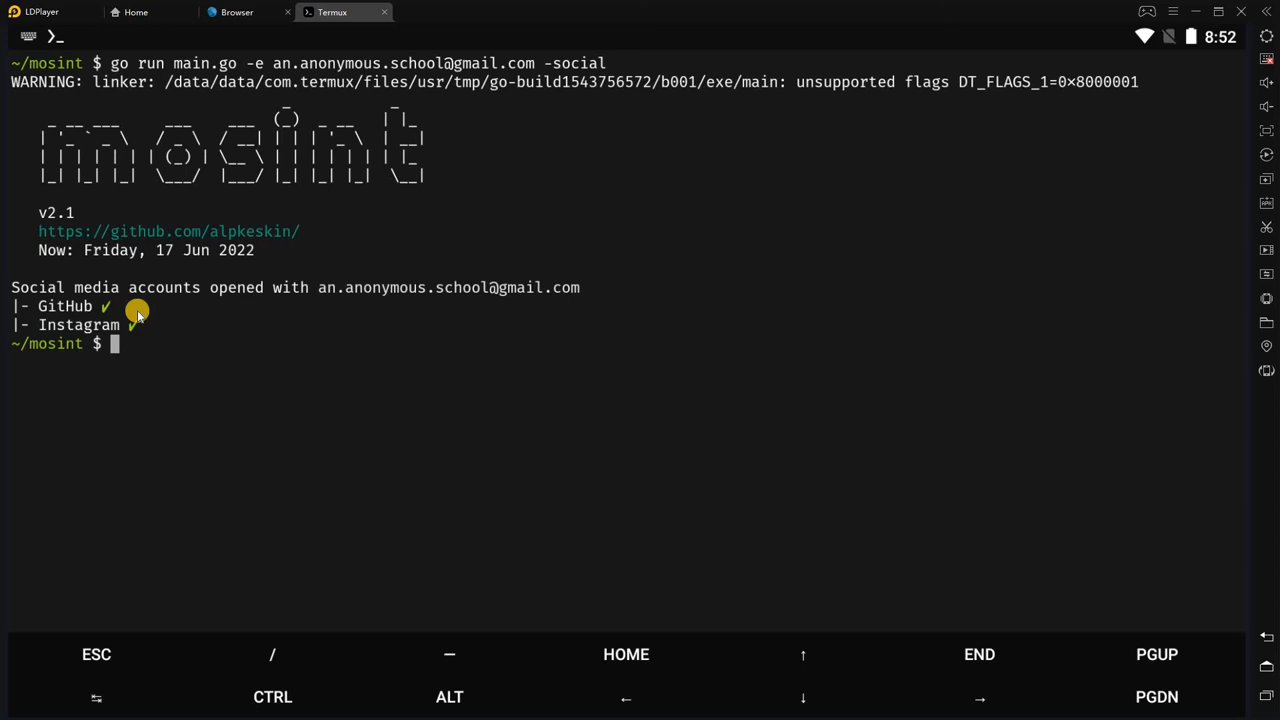 LDPlayer Home Browser Termux
8:52
~/mosint $ go run main.go -e an.anonymous.school@gmail.com -social
WARNING: linker: /data/data/com.termux/files/usr/tmp/go-build1543756572/b001/exe/main: unsupported flags DT_FLAGS_1=0×8000001
mosint
v2.1
https://github.com/alpkeskin/
Now: Friday, 17 Jun 2022
Social media accounts opened with an.anonymous.school@gmail.com
|- GitHub ✓
|- Instagram ✓
~/mosint $
ESC / — HOME ↑ END PGUP
↹ CTRL ALT ← ↓ → PGDN